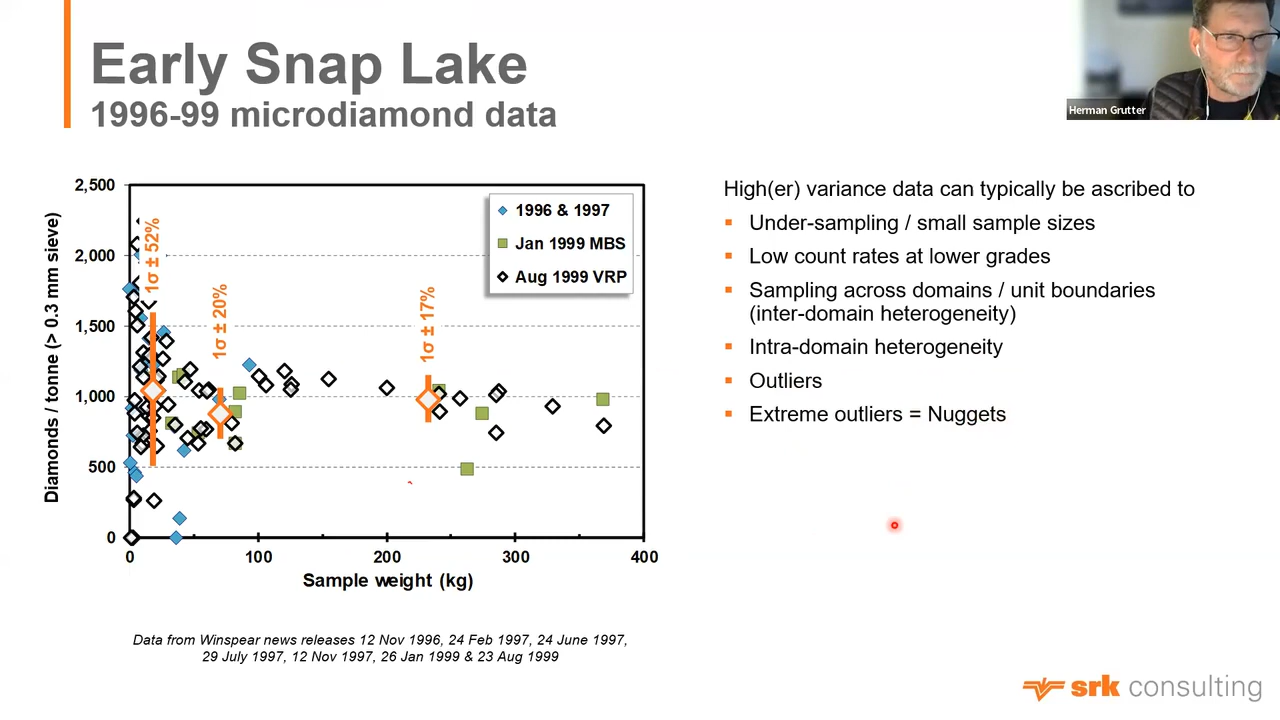 Early Snap Lake
1996-99 microdiamond data
Herman Grutter
Diamonds / tonne (> 0.3 mm sieve)
2,500
2,000
1,500
1,000
500
0
1σ ± 52%
1σ ± 20%
1σ ± 17%
1996 & 1997
Jan 1999 MBS
Aug 1999 VRP
0
100
200
300
400
Sample weight (kg)
Data from Winspear news releases 12 Nov 1996, 24 Feb 1997, 24 June 1997,
29 July 1997, 12 Nov 1997, 26 Jan 1999 & 23 Aug 1999
High(er) variance data can typically be ascribed to
Under-sampling / small sample sizes
Low count rates at lower grades
Sampling across domains / unit boundaries
(inter-domain heterogeneity)
Intra-domain heterogeneity
Outliers
Extreme outliers = Nuggets
srk consulting